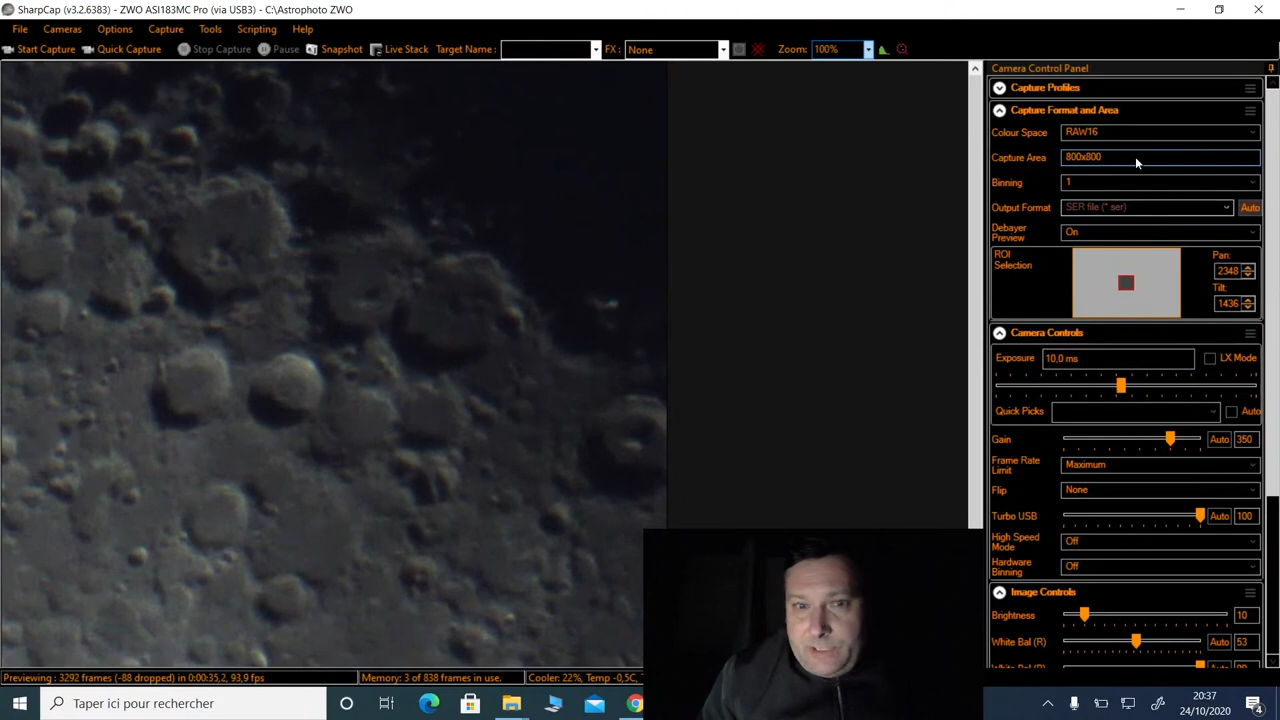 SharpCap (v3.2.6383) - ZWO ASI183MC Pro (via USB3) - C:\Astrophoto ZWO
File Cameras Options Capture Tools Scripting Help
Start Capture Quick Capture Stop Capture Pause Snapshot Live Stack Target Name : FX : None Zoom: 100%
Camera Control Panel
Capture Profiles
Capture Format and Area
Colour Space RAW16
Capture Area 800x800
Binning 1
Output Format SER file (*.ser) Auto
Debayer Preview On
ROI Selection
Pan: 2348
Tilt: 1436
Camera Controls
Exposure 10,0 ms LX Mode
Quick Picks Auto
Gain Auto 350
Frame Rate Limit Maximum
Flip None
Turbo USB Auto 100
High Speed Mode Off
Hardware Binning Off
Image Controls
Brightness 10
White Bal (R) Auto 53
Previewing : 3292 frames (-88 dropped) in 0:00:35,2, 93,9 fps Memory: 3 of 838 frames in use. Cooler: 22%, Temp -0,5C,
Taper ici pour rechercher
20:37
24/10/2020
4